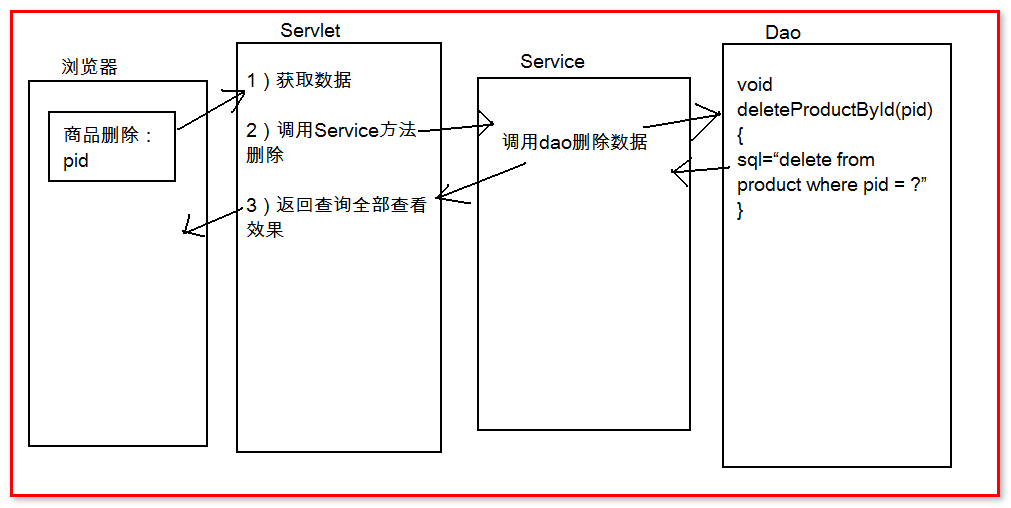 浏览器
商品删除：
pid
Servlet
1）获取数据
2）调用Service方法
删除
3）返回查询全部查看
效果
Service
调用dao删除数据
Dao
void
deleteProductById(pid)
{
sql=“delete from
product where pid = ?”
}